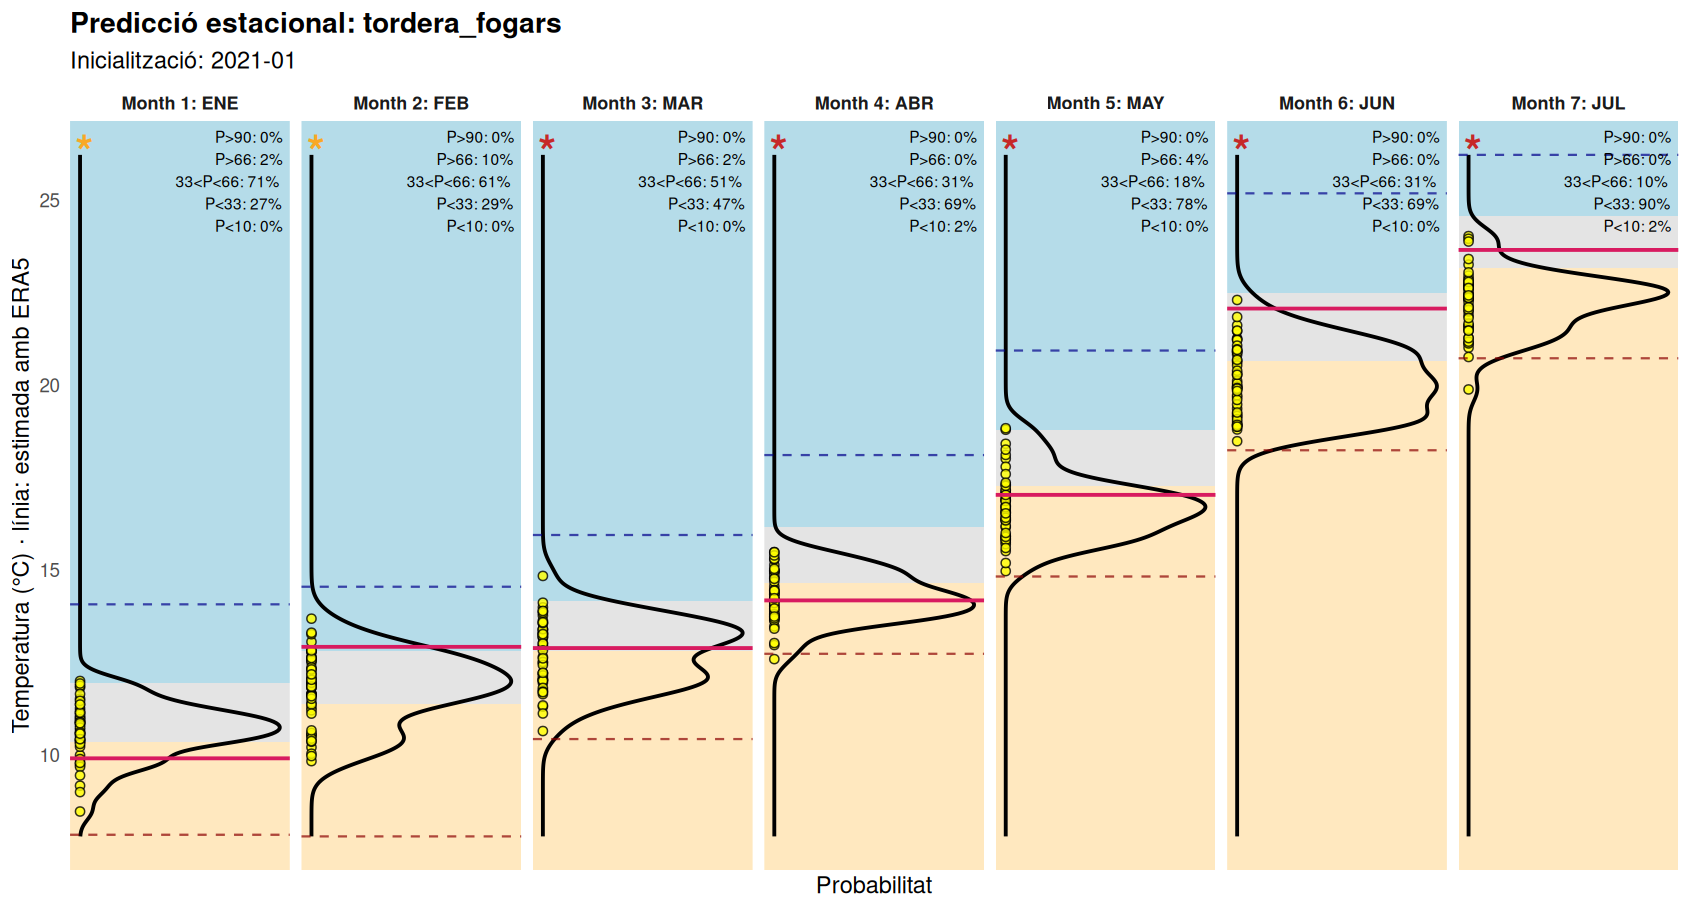 Predicció estacional: tordera_fogars
Inicialització: 2021-01
Month 1: ENE
Month 2: FEB
Month 3: MAR
Month 4: ABR
Month 5: MAY
Month 6: JUN
Month 7: JUL
*
P>90: 0%
P>66: 2%
33<P<66: 71%
P<33: 27%
P<10: 0%
*
P>90: 0%
P>66: 10%
33<P<66: 61%
P<33: 29%
P<10: 0%
*
P>90: 0%
P>66: 2%
33<P<66: 51%
P<33: 47%
P<10: 0%
*
P>90: 0%
P>66: 0%
33<P<66: 31%
P<33: 69%
P<10: 2%
*
P>90: 0%
P>66: 4%
33<P<66: 18%
P<33: 78%
P<10: 0%
*
P>90: 0%
P>66: 0%
33<P<66: 31%
P<33: 69%
P<10: 0%
*
P>90: 0%
P>66: 0%
33<P<66: 10%
P<33: 90%
P<10: 2%
25
20
15
10
Temperatura (°C) · línia: estimada amb ERA5
Probabilitat